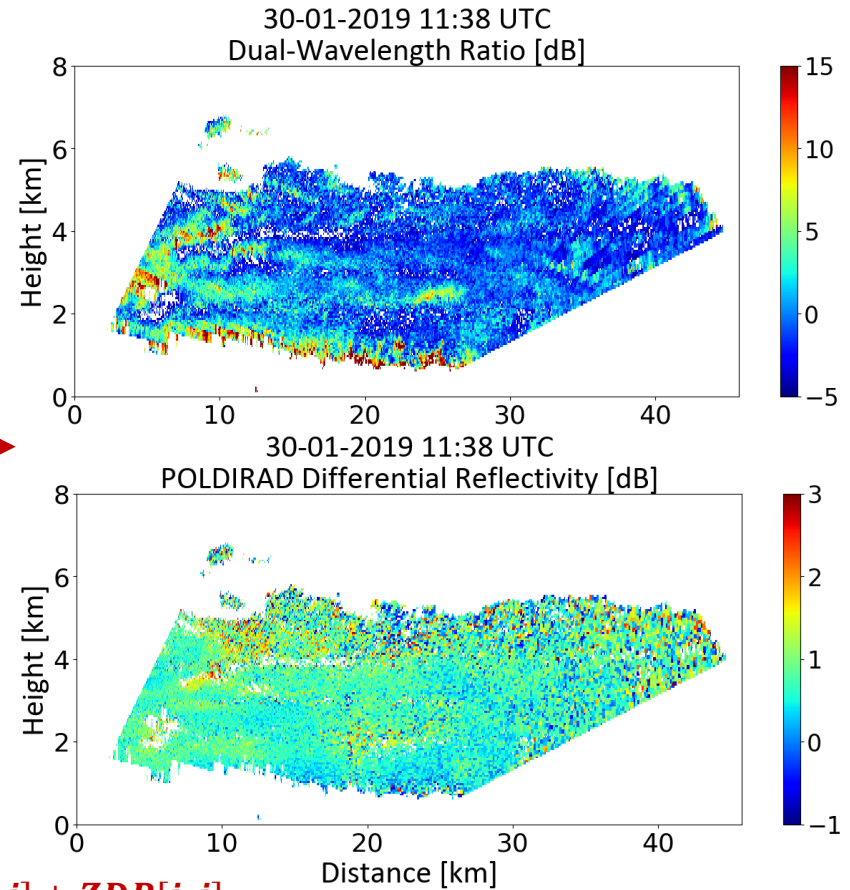 30-01-2019 11:38 UTC
Dual-Wavelength Ratio [dB]
8
6
4
2
0
Height [km]
0 10 20 30 40
15
10
5
0
−5
30-01-2019 11:38 UTC
POLDIRAD Differential Reflectivity [dB]
8
6
4
2
0
Height [km]
0 10 20 30 40
Distance [km]
3
2
1
0
−1